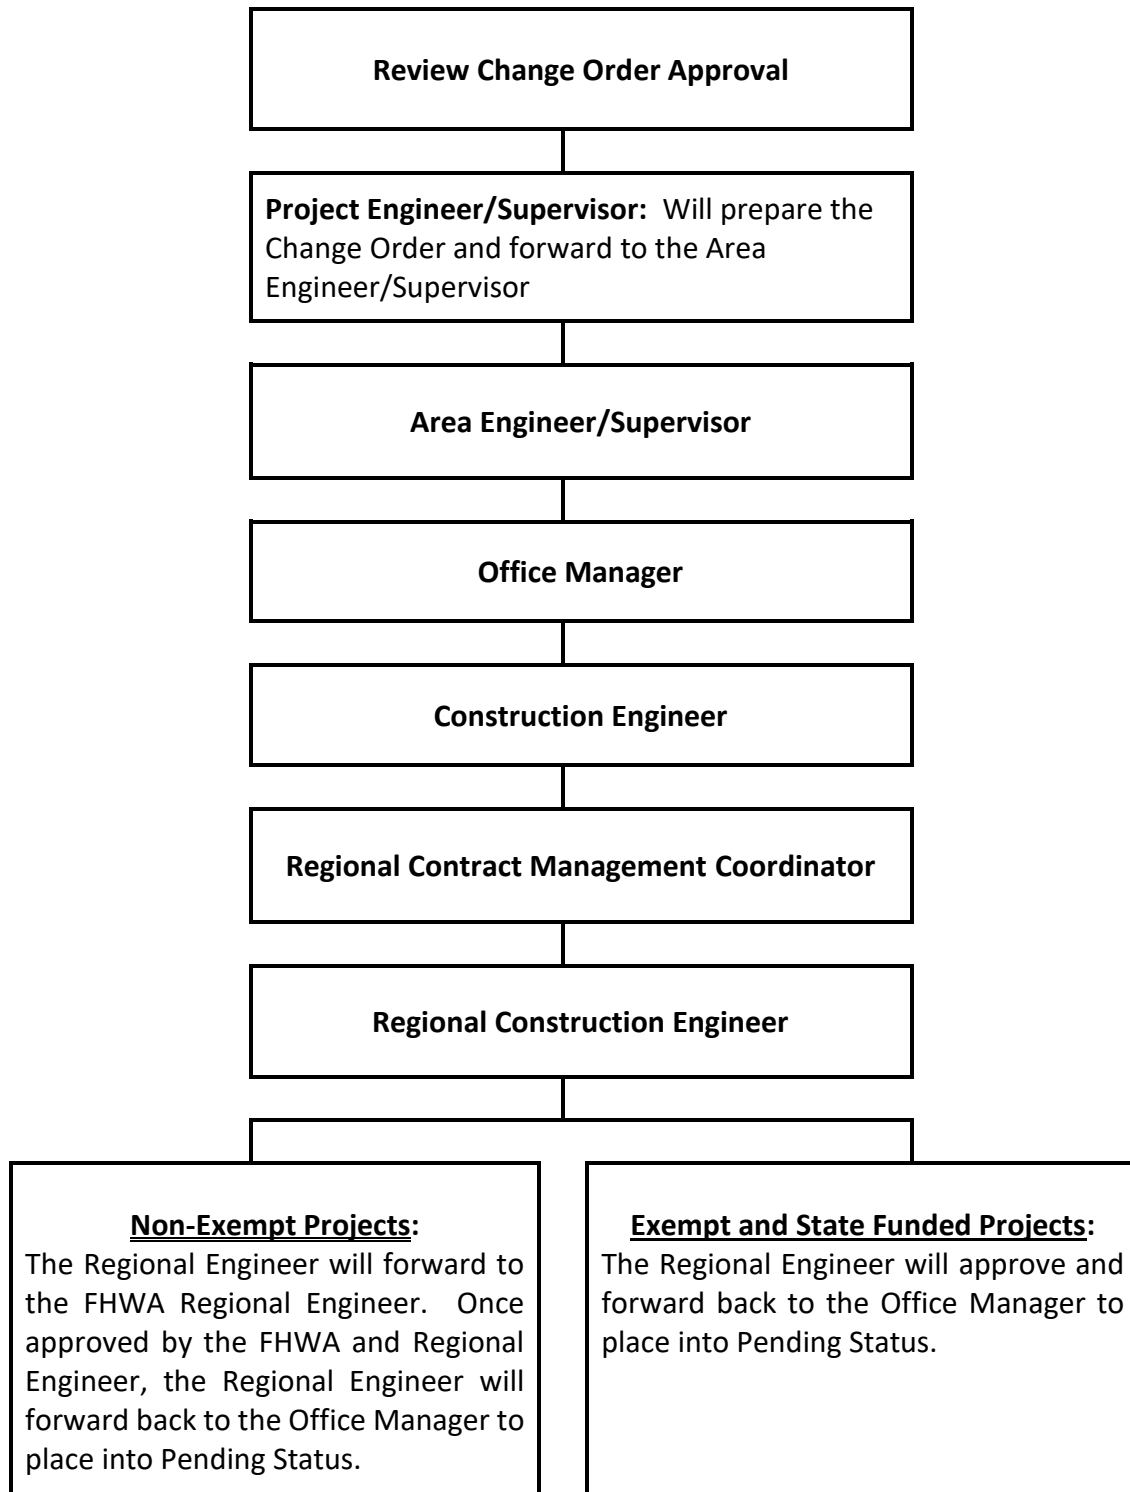 Review Change Order Approval
Project Engineer/Supervisor:  Will prepare the
Change Order and forward to the Area
Engineer/Supervisor
Area Engineer/Supervisor
Office Manager
Construction Engineer
Regional Contract Management Coordinator
Regional Construction Engineer
Non-Exempt Projects:
The Regional Engineer will forward to
the FHWA Regional Engineer.  Once
approved by the FHWA and Regional
Engineer, the Regional Engineer will
forward back to the Office Manager to
place into Pending Status.
Exempt and State Funded Projects:
The Regional Engineer will approve and
forward back to the Office Manager to
place into Pending Status.